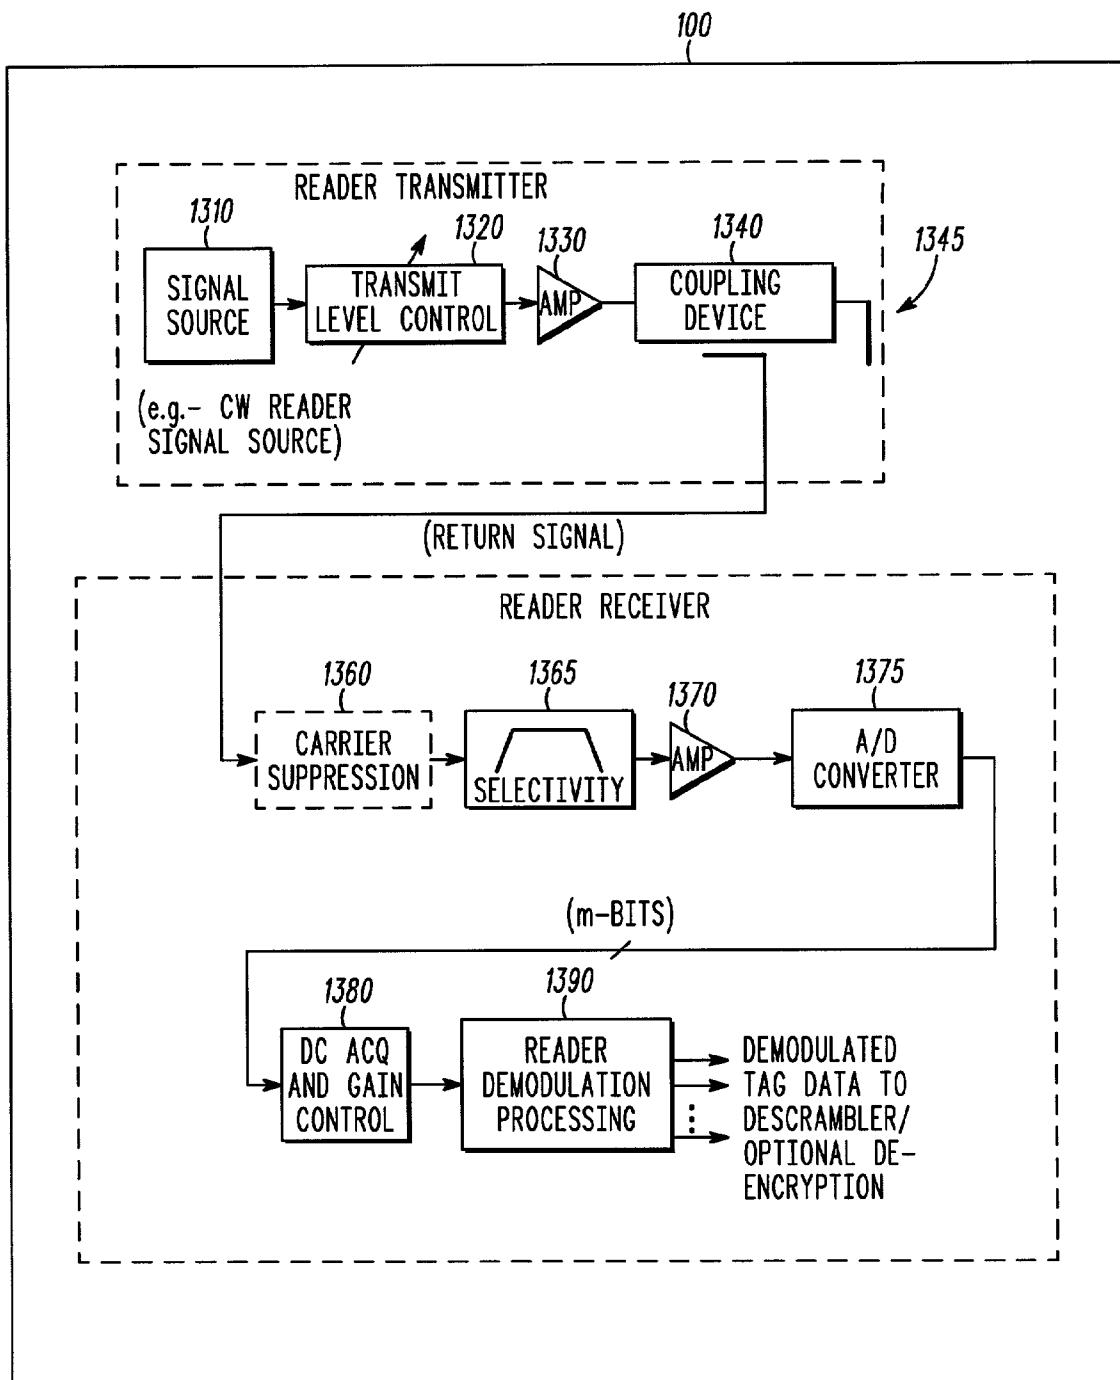 100
READER TRANSMITTER
1310
1320
1330
1340
1345
SIGNAL
SOURCE
TRANSMIT
LEVEL CONTROL
AMP
COUPLING
DEVICE
(e.g.- CW READER
SIGNAL SOURCE)
(RETURN SIGNAL)
READER RECEIVER
1360
1365
1370
1375
CARRIER
SUPPRESSION
SELECTIVITY
AMP
A/D
CONVERTER
(m-BITS)
1380
1390
DC ACQ
AND GAIN
CONTROL
READER
DEMODULATION
PROCESSING
DEMODULATED
TAG DATA TO
DESCRAMBLER/
OPTIONAL DE-
ENCRYPTION